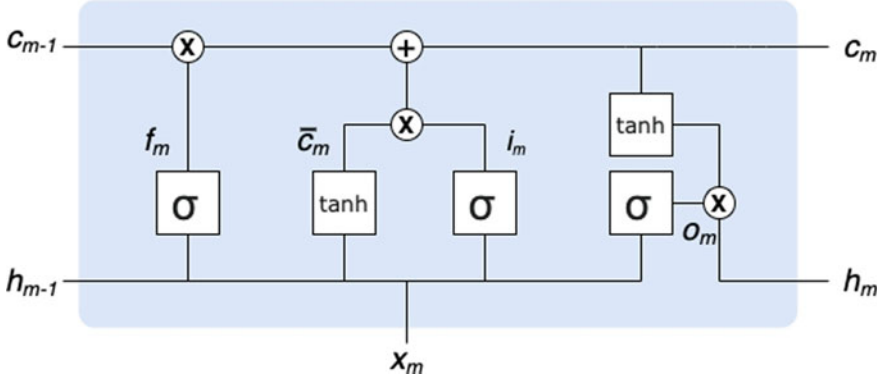 cₘ₋₁ X + cₘ
tanh
X
fₘ c̅ₘ iₘ
σ tanh σ σ X
oₘ
hₘ₋₁ hₘ
xₘ